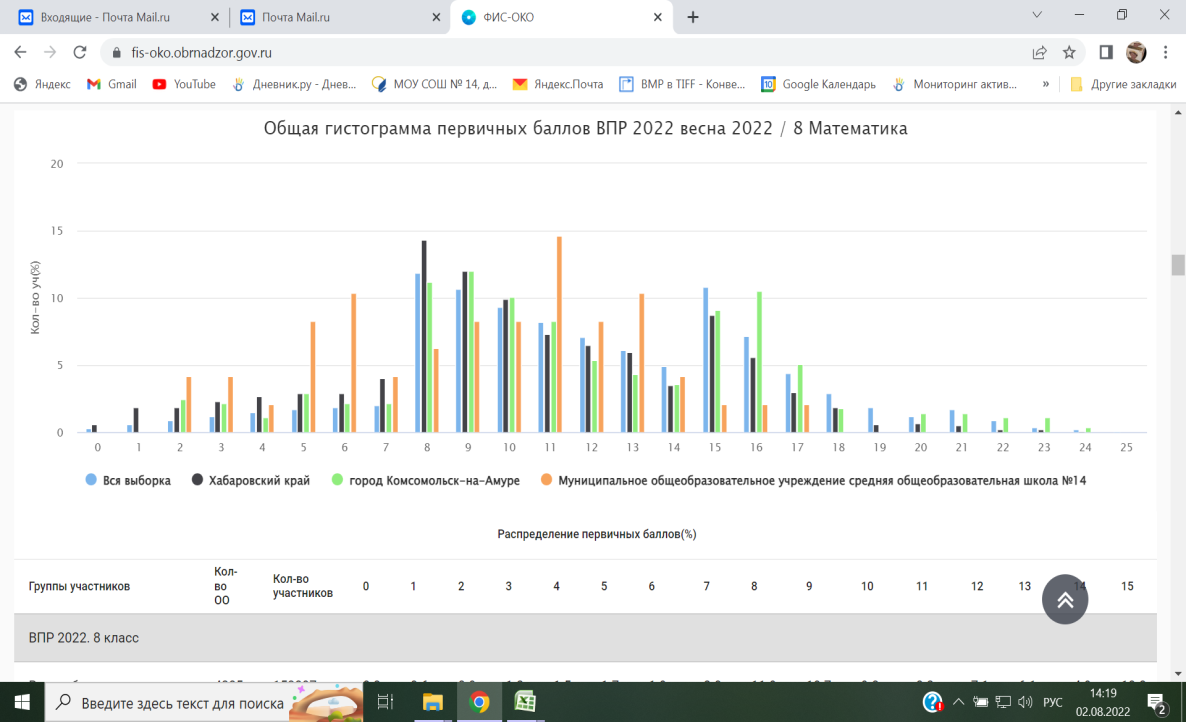 Входящие - Почта Mail.ru
Почта Mail.ru
ФИС-ОКО
fis-oko.obrnadzor.gov.ru
Яндекс
Gmail
YouTube
Дневник.ру - Днев...
МОУ СОШ № 14, д...
Яндекс.Почта
BMP в TIFF - Конве...
10 Google Календарь
Мониторинг актив...
» Другие закладки
Общая гистограмма первичных баллов ВПР 2022 весна 2022 / 8 Математика
Кол-во уч(%)
20
15
10
5
0
0 1 2 3 4 5 6 7 8 9 10 11 12 13 14 15 16 17 18 19 20 21 22 23 24 25
Вся выборка Хабаровский край город Комсомольск-на-Амуре Муниципальное общеобразовательное учреждение средняя общеобразовательная школа №14
Распределение первичных баллов(%)
Группы участников
Кол-
во
ОО
Кол-во
участников
0 1 2 3 4 5 6 7 8 9 10 11 12 13 14 15
ВПР 2022. 8 класс
Введите здесь текст для поиска
РУС
14:19
02.08.2022
2